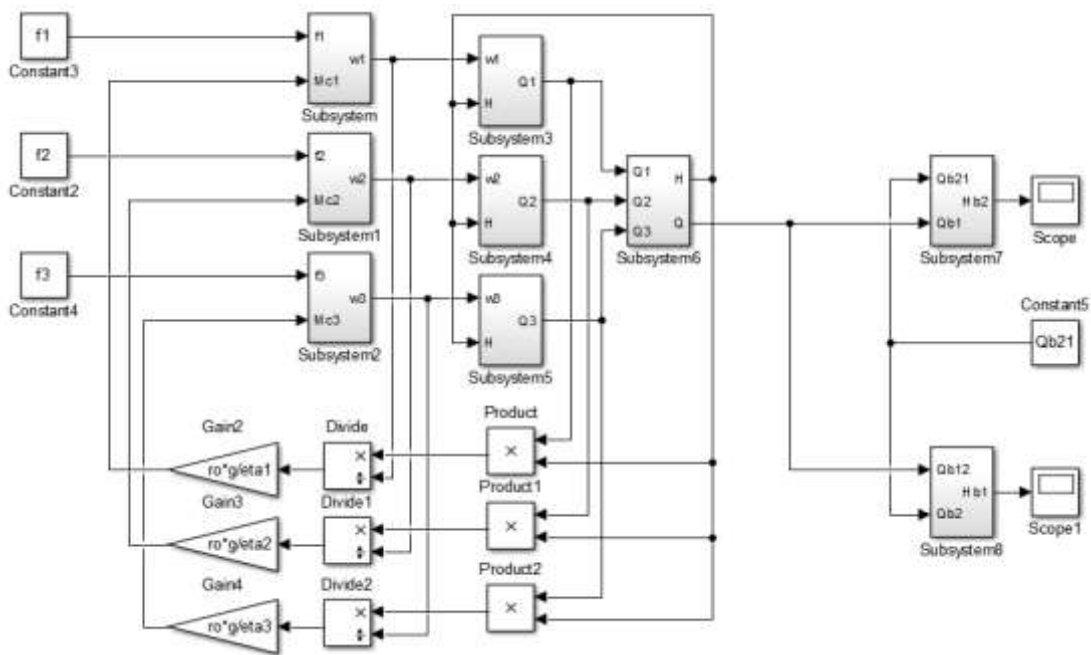 f1
Constant3
f1
Mc1
w1
Subsystem
w1
H
Q1
Subsystem3
f2
Constant2
f2
Mc2
w2
Subsystem1
w2
H
Q2
Subsystem4
Q1
Q2
Q3
H
Q
Subsystem6
Qb21
Qb1
Hb2
Subsystem7
Scope
f3
Constant4
f3
Mc3
w3
Subsystem2
w3
H
Q3
Subsystem5
Constant5
Qb21
Gain2
ro*g/eta1
Divide
×
÷
Product
×
Gain3
ro*g/eta2
Divide1
×
÷
Product1
×
Gain4
ro*g/eta3
Divide2
×
÷
Product2
×
Qb12
Qb2
Hb1
Subsystem8
Scope1